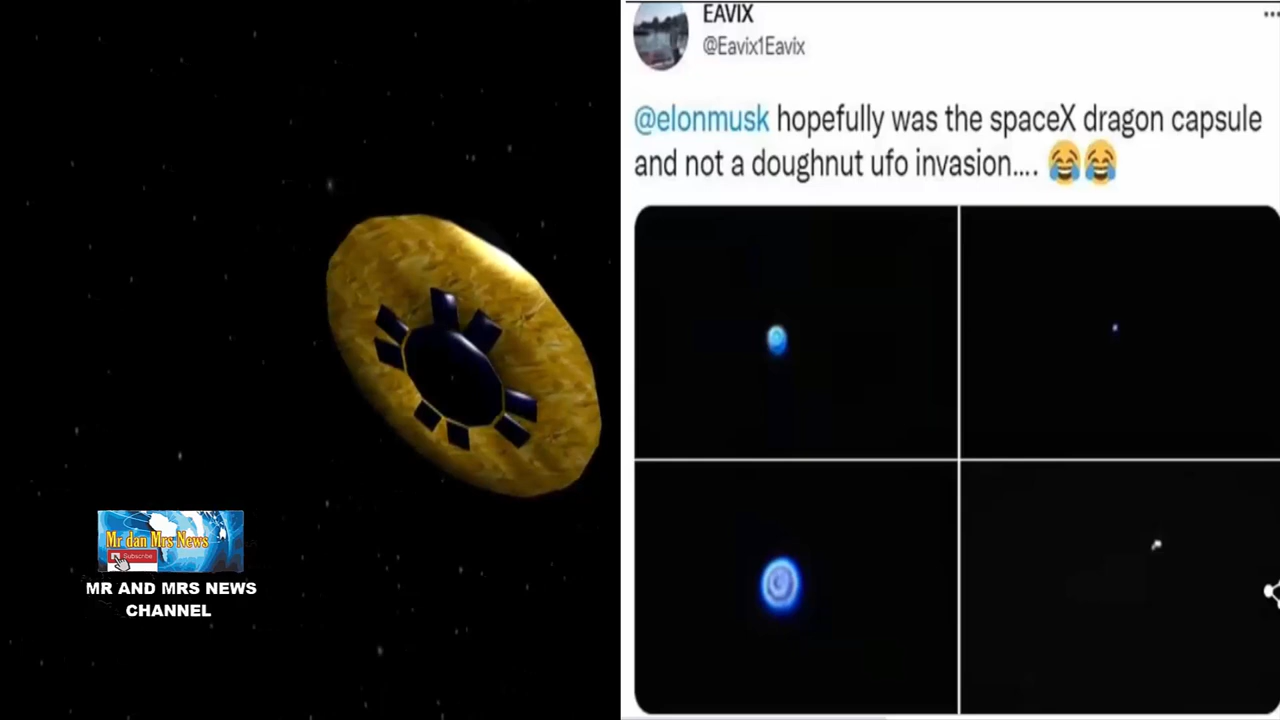 Mr dan Mrs News
Subscribe
MR AND MRS NEWS
CHANNEL
EAVIX
@Eavix1Eavix
@elonmusk hopefully was the spaceX dragon capsule
and not a doughnut ufo invasion.... 😂😂